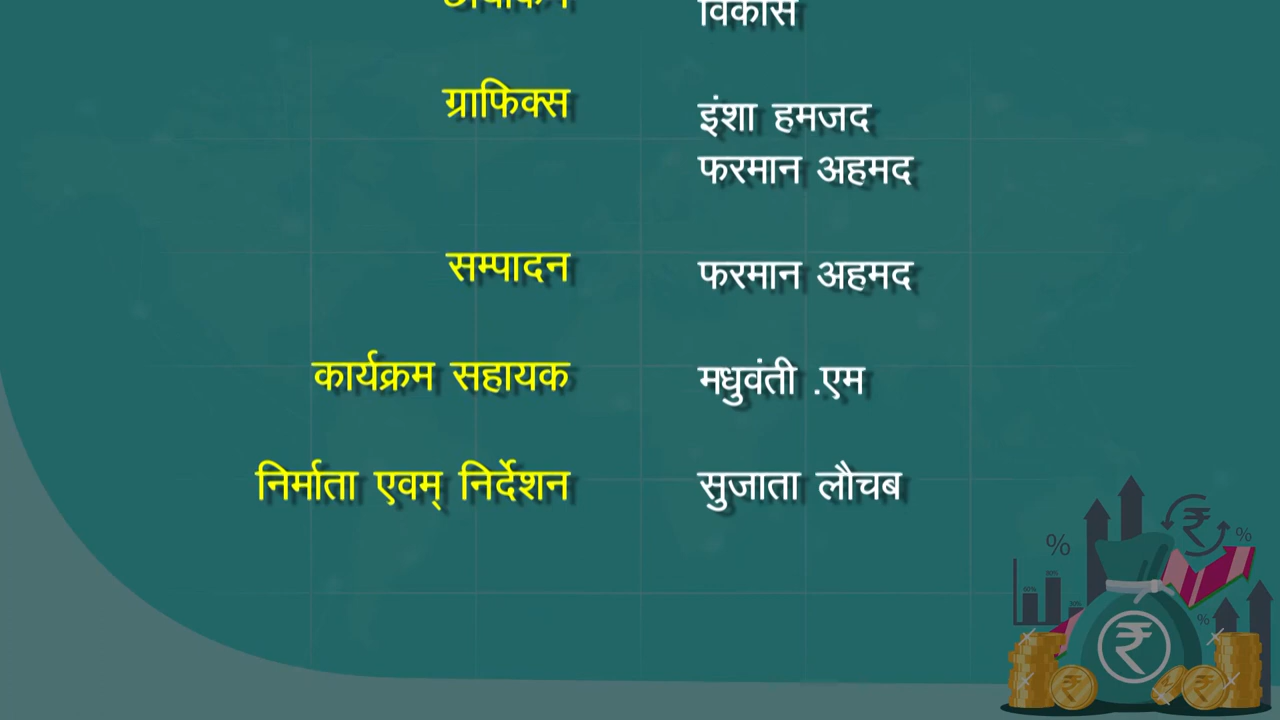 विकास
ग्राफिक्स इंशा हमजद
फरमान अहमद
सम्पादन फरमान अहमद
कार्यक्रम सहायक मधुवंती .एम
निर्माता एवम् निर्देशन सुजाता लौचब
% %
%
₹
₹
₹ ₹